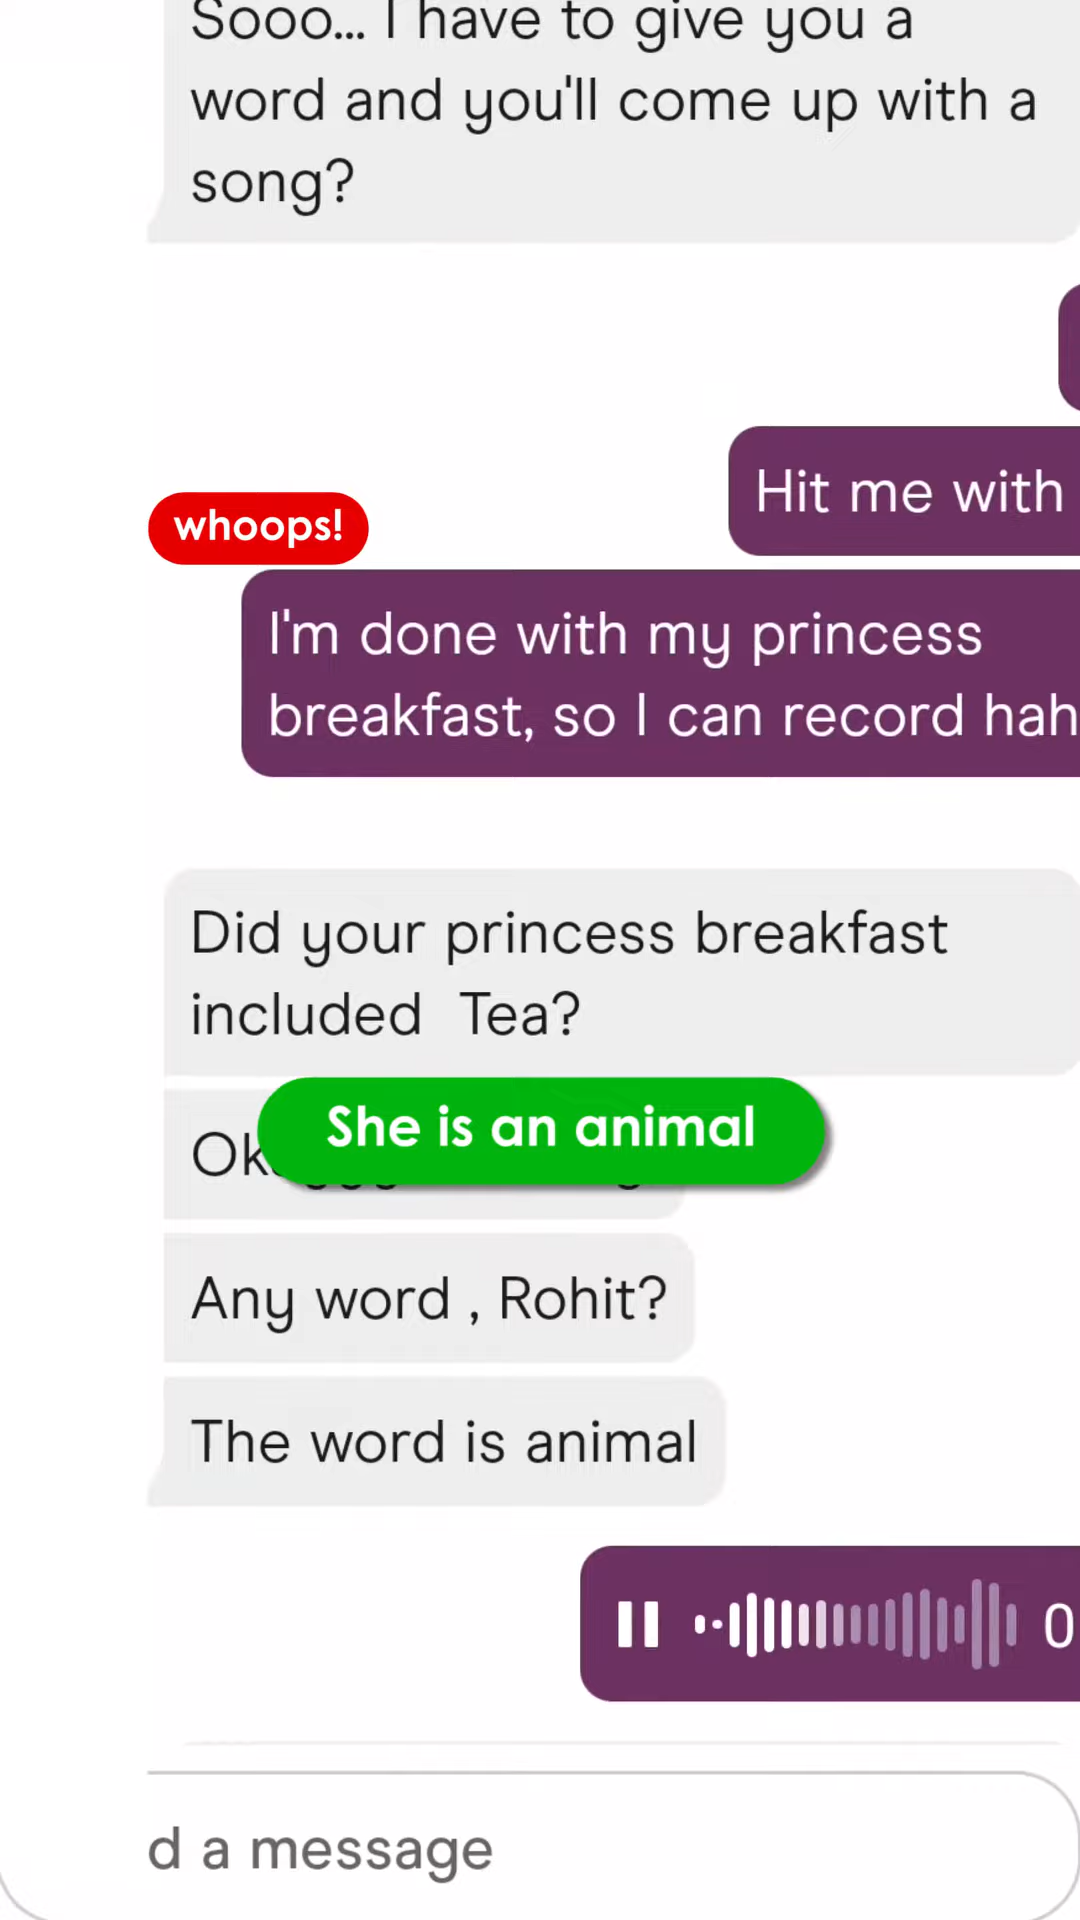 Sooo... I have to give you a
word and you'll come up with a
song?
Hit me with
whoops!
I'm done with my princess
breakfast, so I can record hah
Did your princess breakfast
included Tea?
She is an animal
Any word , Rohit?
The word is animal
0
d a message